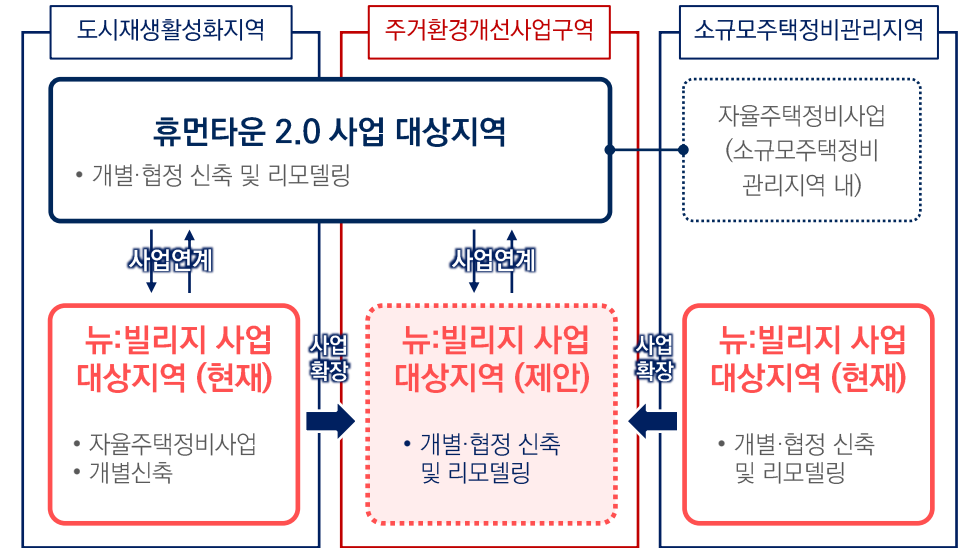 도시재생활성화지역
주거환경개선사업구역
소규모주택정비관리지역
휴먼타운 2.0 사업 대상지역
• 개별·협정 신축 및 리모델링
자율주택정비사업
(소규모주택정비
관리지역 내)
사업연계
사업연계
뉴:빌리지 사업
대상지역 (현재)
• 자율주택정비사업
• 개별신축
사업
확장
뉴:빌리지 사업
대상지역 (제안)
• 개별·협정 신축
및 리모델링
사업
확장
뉴:빌리지 사업
대상지역 (현재)
• 개별·협정 신축
및 리모델링